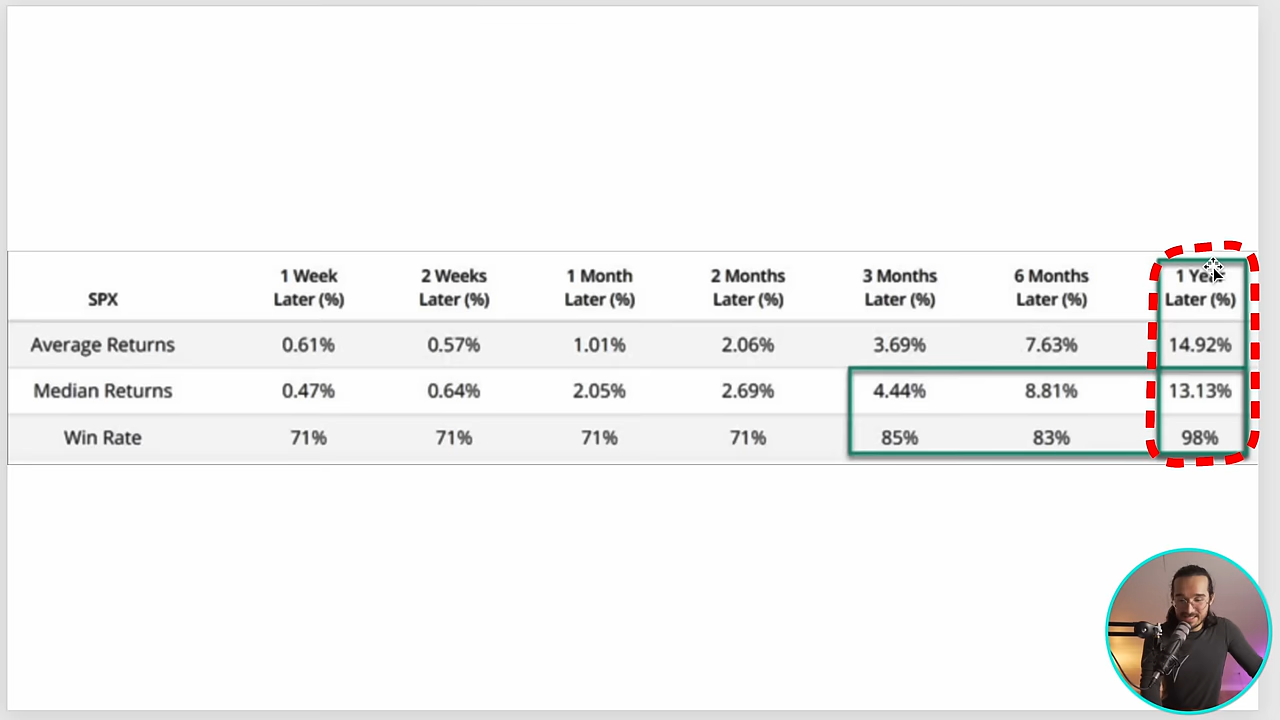 SPX 1 Week Later (%) 2 Weeks Later (%) 1 Month Later (%) 2 Months Later (%) 3 Months Later (%) 6 Months Later (%) 1 Later (%)
Average Returns 0.61% 0.57% 1.01% 2.06% 3.69% 7.63% 14.92%
Median Returns 0.47% 0.64% 2.05% 2.69% 4.44% 8.81% 13.13%
Win Rate 71% 71% 71% 71% 85% 83% 98%